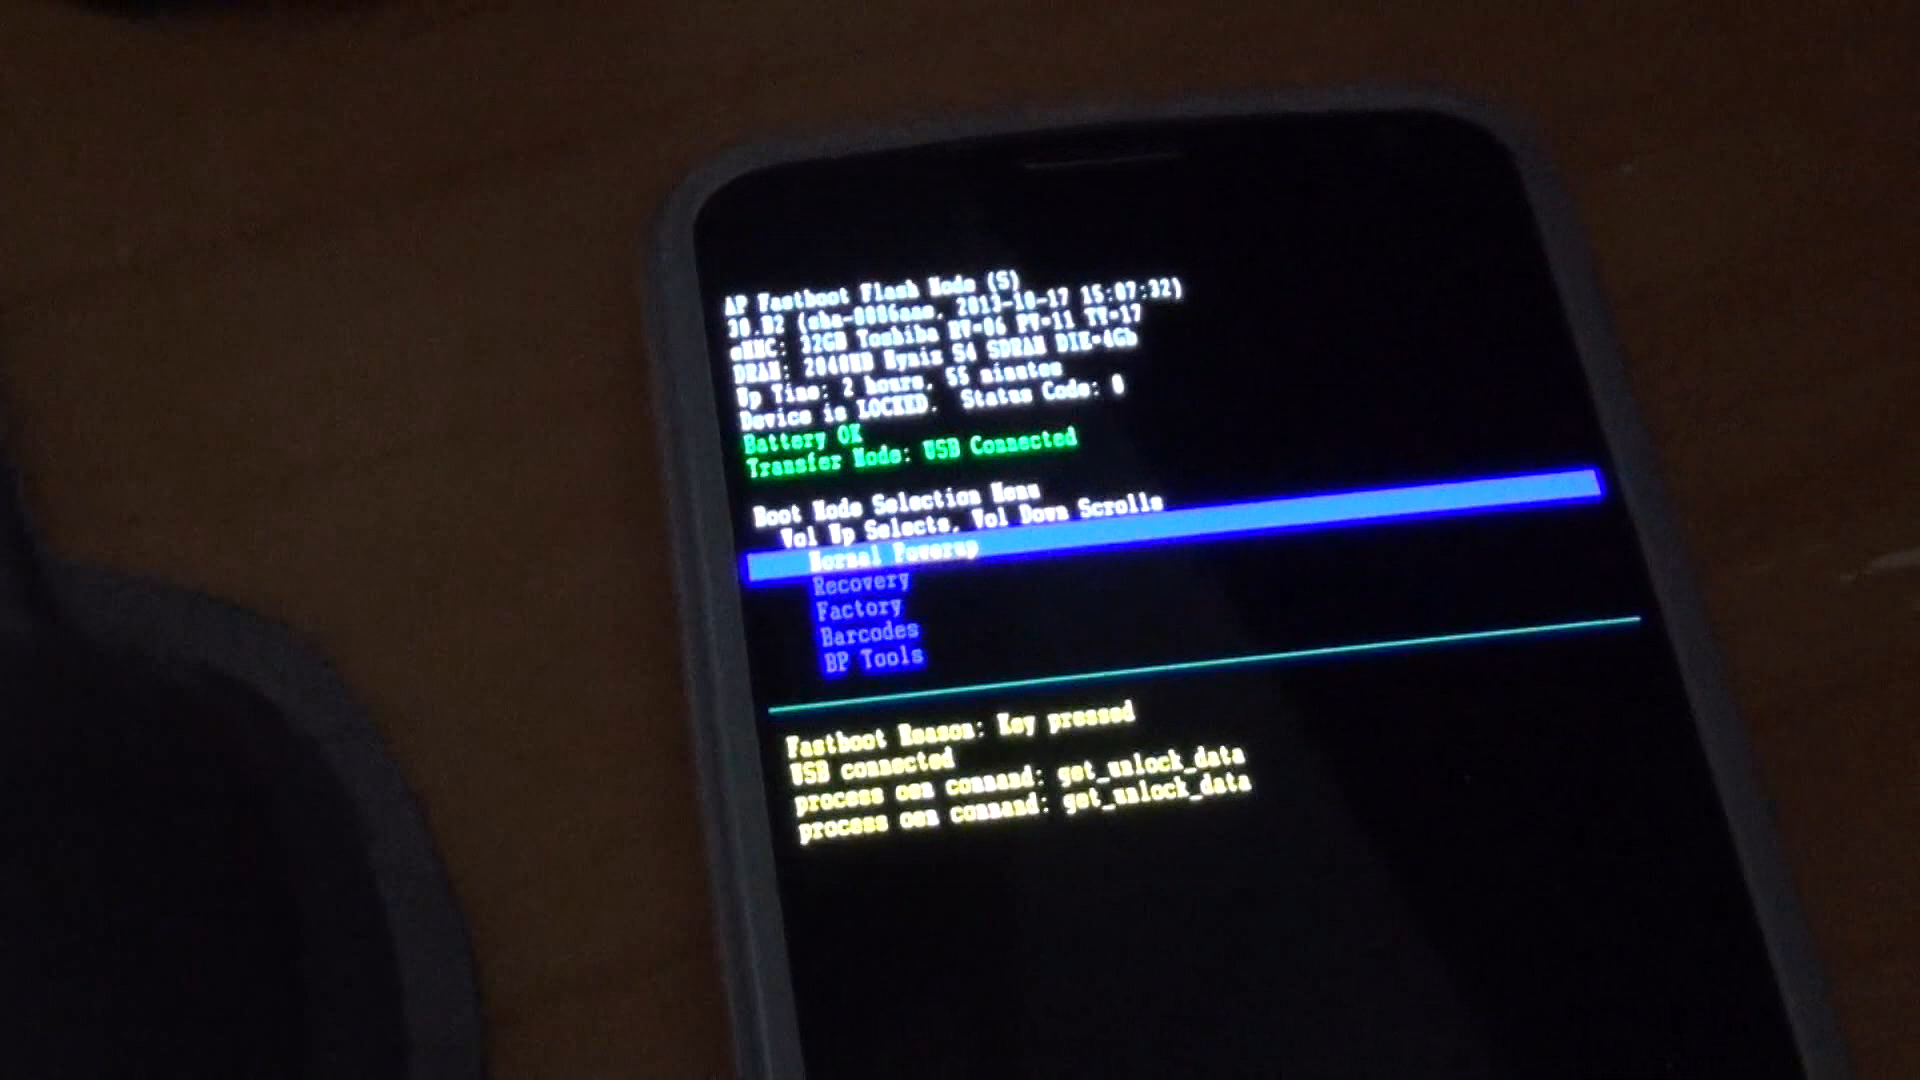 AP Fastboot Flash Mode (S)
30.B2 (sha-0086aae, 2013-10-17 15:07:32)
eMMC: 32GB Toshiba RV=06 PV=11 TY=17
DRAM: 2048MB Hynix S4 SDRAM DIE=4Gb
Up Time: 2 hours, 55 minutes
Device is LOCKED. Status Code: 0
Battery OK
Transfer Mode: USB Connected
Boot Mode Selection Menu
Vol Up Selects, Vol Down Scrolls
Normal Powerup
Recovery
Factory
Barcodes
BP Tools
Fastboot Reason: Key pressed
USB connected
process oem command: get_unlock_data
process oem command: get_unlock_data